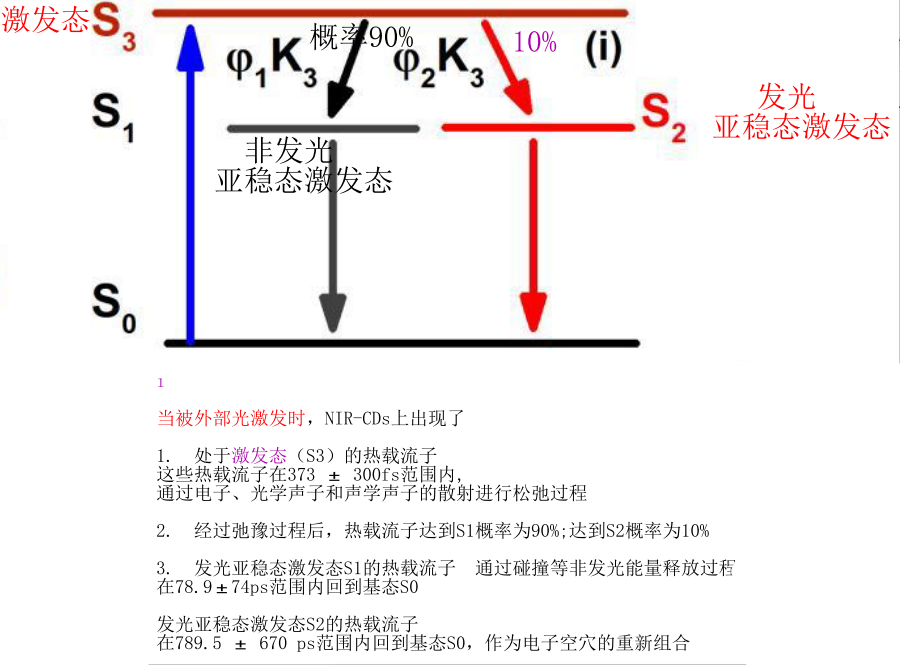 激发态 S3
概率90%
φ1K3 φ2K3 10% (i)
S1
S2
发光
亚稳态激发态
非发光
亚稳态激发态
S0
1
当被外部光激发时，NIR-CDs上出现了
1. 处于激发态（S3）的热载流子
这些热载流子在373 ± 300fs范围内，
通过电子、光学声子和声学声子的散射进行松弛过程
2. 经过弛豫过程后，热载流子达到S1概率为90%;达到S2概率为10%
3. 发光亚稳态激发态S1的热载流子 通过碰撞等非发光能量释放过程
在78.9±74ps范围内回到基态S0
发光亚稳态激发态S2的热载流子
在789.5 ± 670 ps范围内回到基态S0，作为电子空穴的重新组合